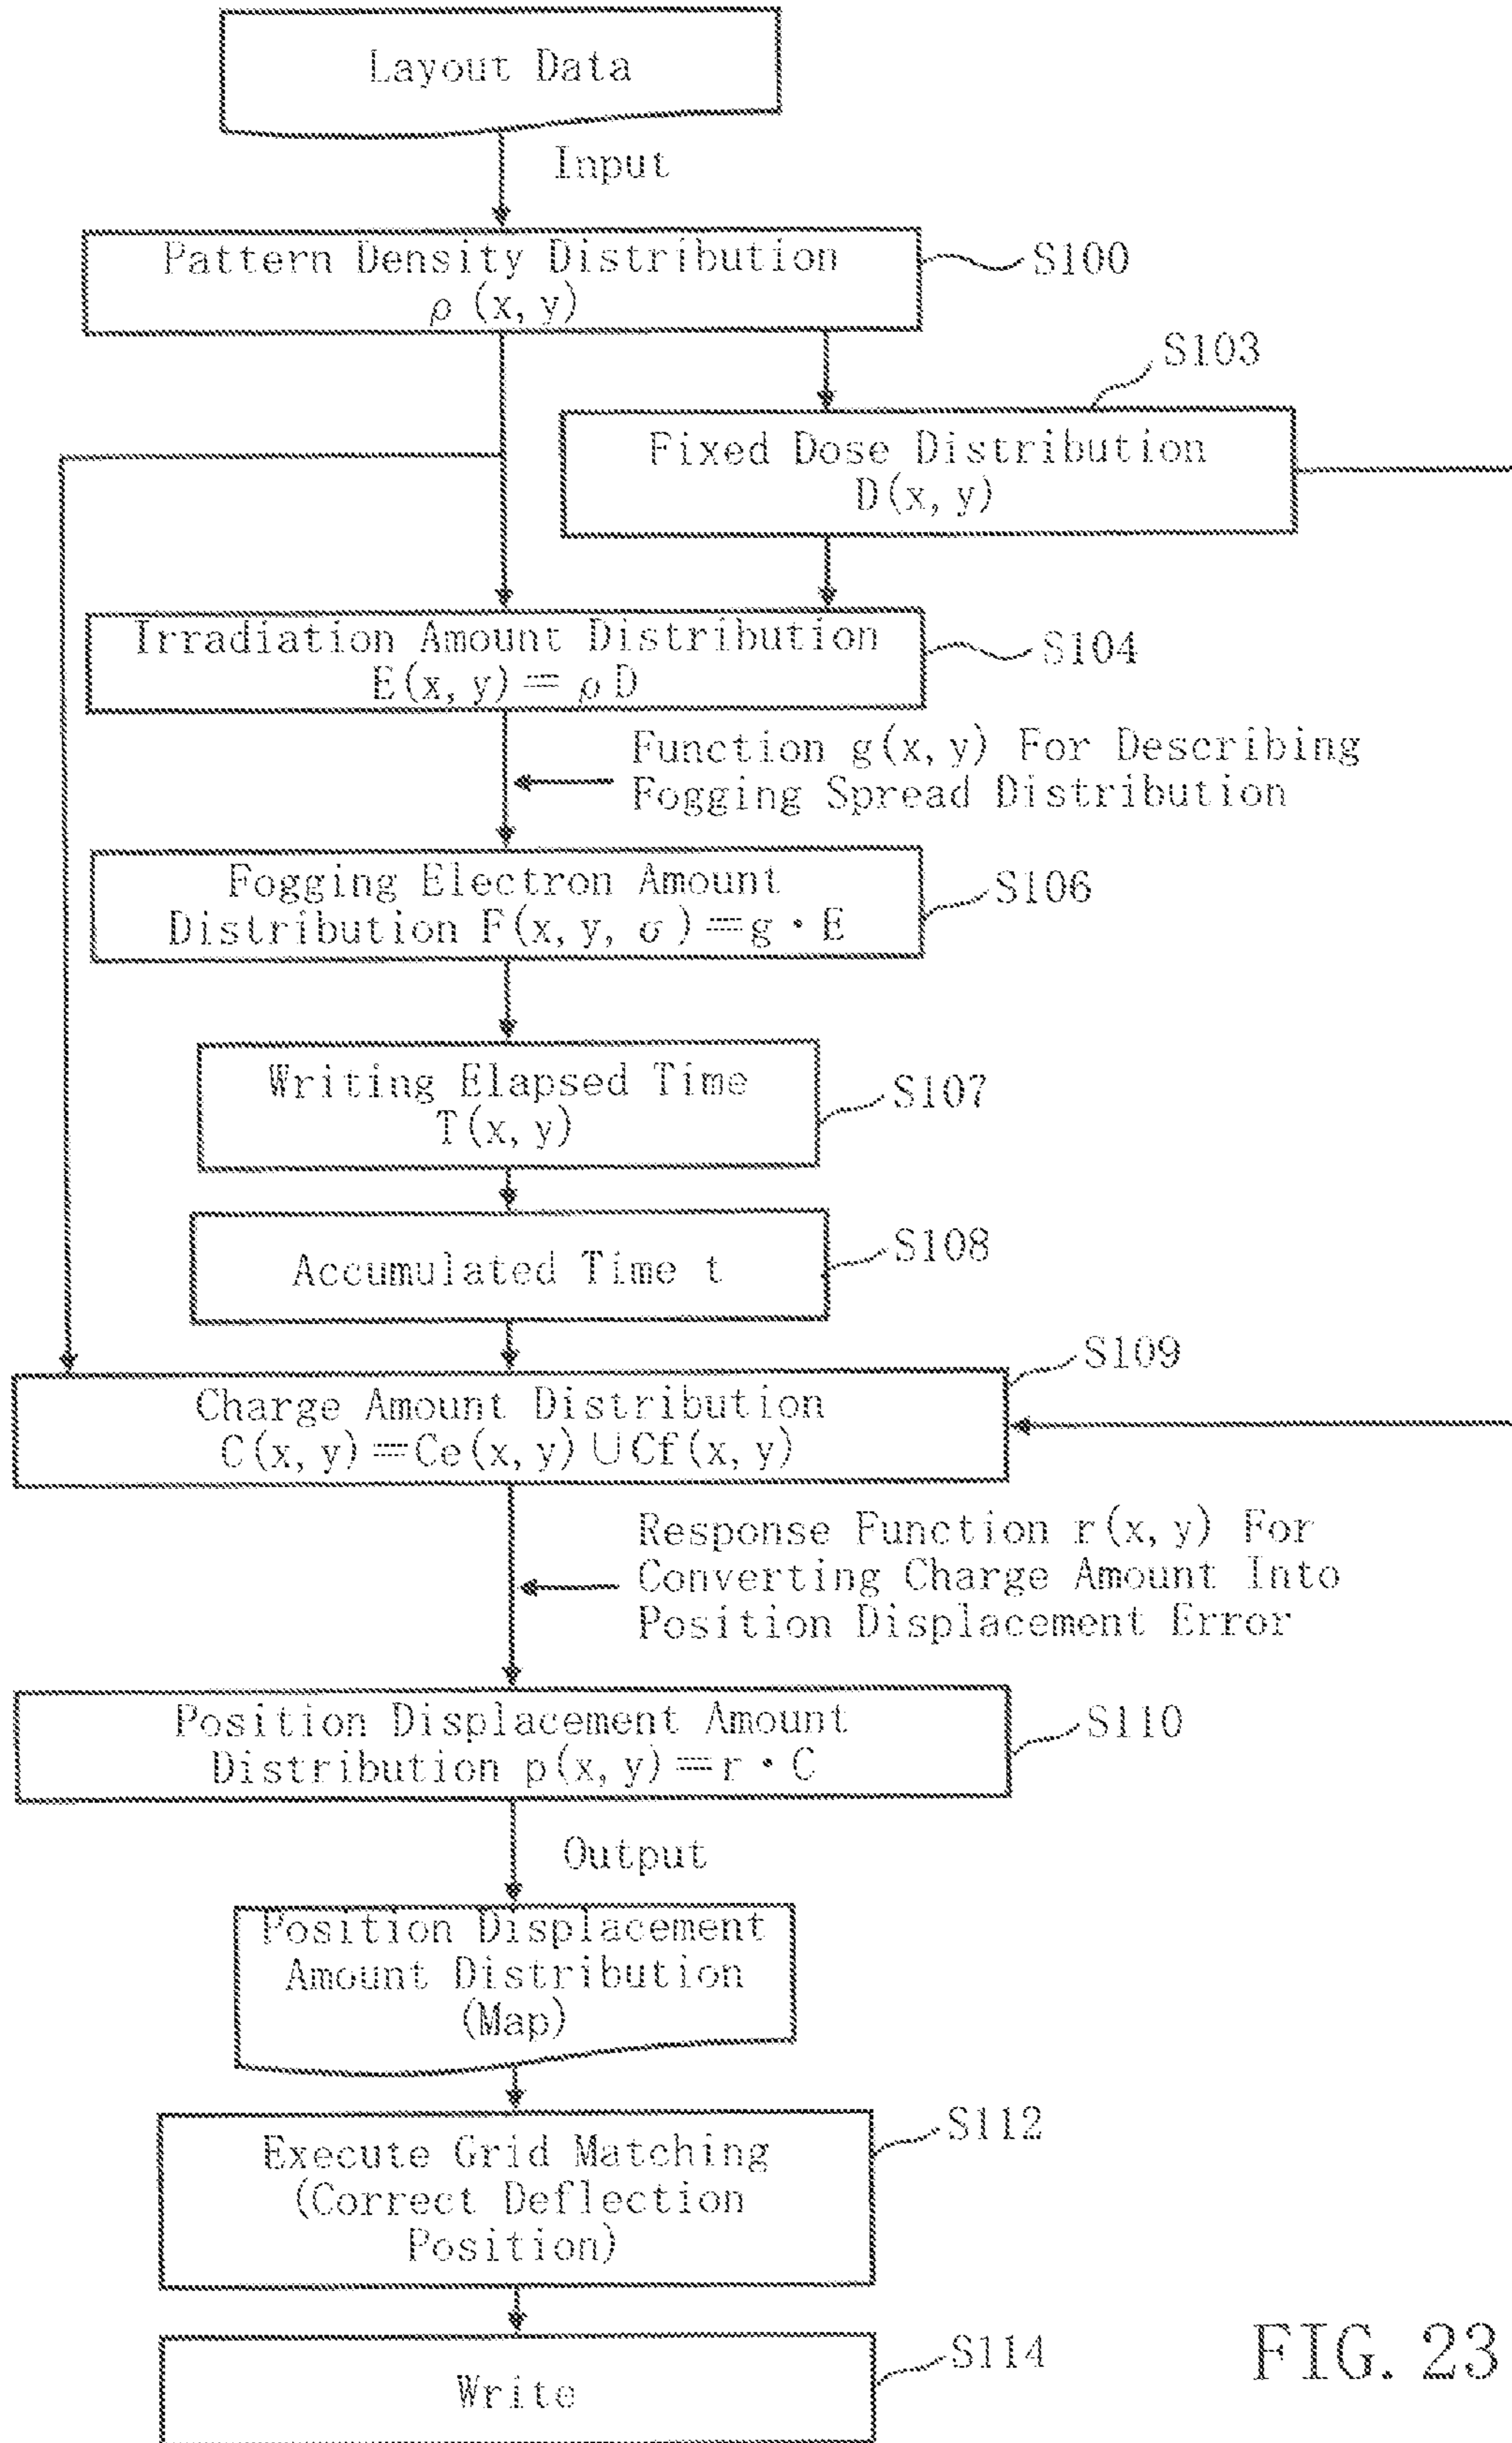 Layout Data
Input
Pattern Density Distribution
ρ (x, y)
S100
S103
Fixed Dose Distribution
D(x, y)
Irradiation Amount Distribution
E(x, y)=ρD
S104
Function g(x, y) For Describing
Fogging Spread Distribution
Fogging Electron Amount
Distribution F(x, y, σ)=g・E
S106
Writing Elapsed Time
T(x, y)
S107
Accumulated Time t
S108
S109
Charge Amount Distribution
C(x, y)=Ce(x, y)∪Cf(x, y)
Response Function r(x, y) For
Converting Charge Amount Into
Position Displacement Error
Position Displacement Amount
Distribution p(x, y)=r・C
S110
Output
Position Displacement
Amount Distribution
(Map)
Execute Grid Matching
(Correct Deflection
Position)
S112
Write
S114
FIG. 23